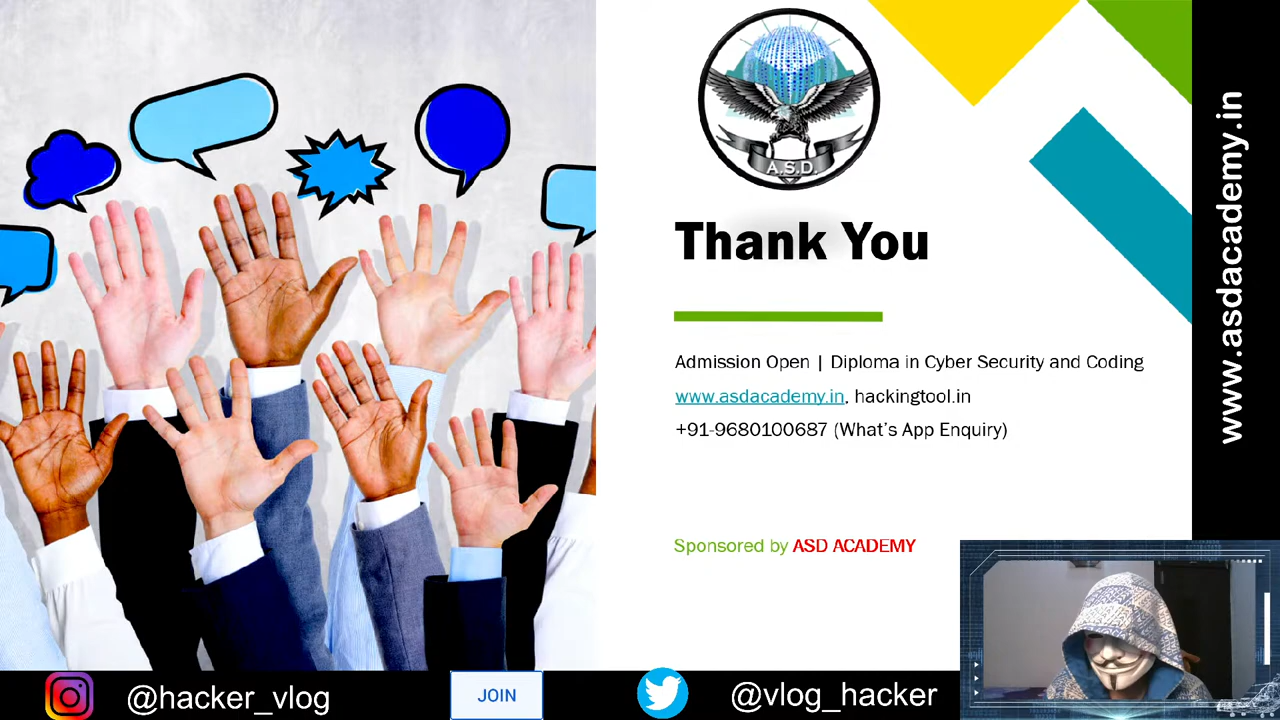 A.S.D.
Thank You
Admission Open | Diploma in Cyber Security and Coding
www.asdacademy.in. hackingtool.in
+91-9680100687 (What's App Enquiry)
Sponsored by ASD ACADEMY
www.asdacademy.in
@hacker_vlog
JOIN
@vlog_hacker